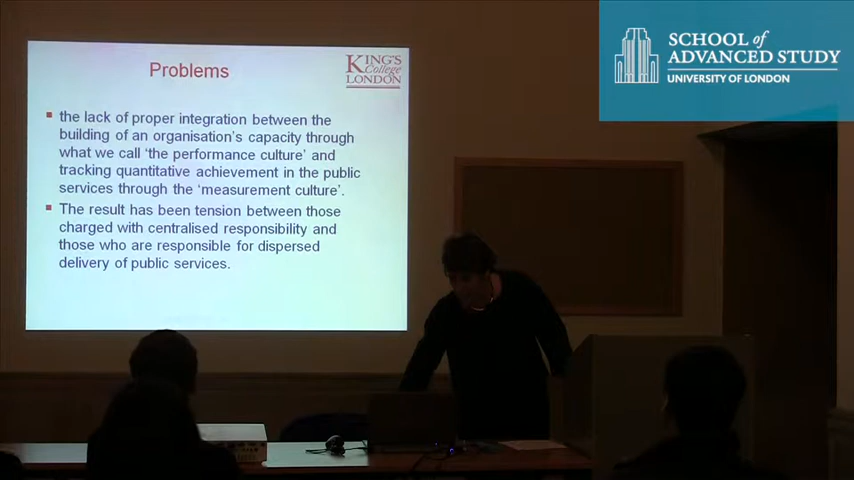 Problems
KING'S
College
LONDON
the lack of proper integration between the
building of an organisation's capacity through
what we call 'the performance culture' and
tracking quantitative achievement in the public
services through the 'measurement culture'.
The result has been tension between those
charged with centralised responsibility and
those who are responsible for dispersed
delivery of public services.
SCHOOL of
ADVANCED STUDY
UNIVERSITY OF LONDON